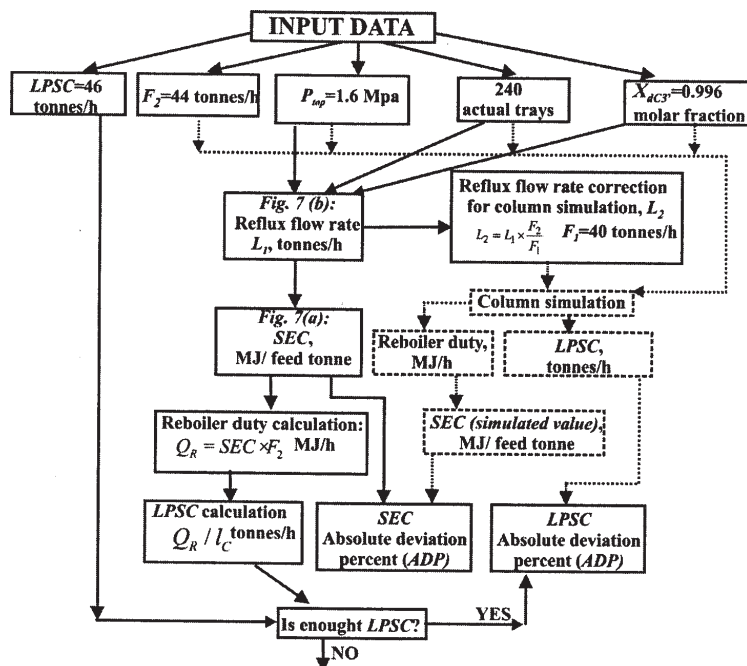 INPUT DATA
LPSC=46
tonnes/h
F2=44 tonnes/h
Ptop=1.6 Mpa
240
actual trays
XdC3'=0.996
molar fraction
Fig. 7 (b):
Reflux flow rate
L1, tonnes/h
Reflux flow rate correction
for column simulation, L2
L2 = L1 × F2/F1 F1=40 tonnes/h
Column simulation
Fig. 7(a):
SEC,
MJ/ feed tonne
Reboiler duty,
MJ/h
LPSC,
tonnes/h
Reboiler duty calculation:
QR = SEC ×F2 MJ/h
SEC (simulated value),
MJ/ feed tonne
LPSC calculation
QR / lC tonnes/h
SEC
Absolute deviation
percent (ADP)
LPSC
Absolute deviation
percent (ADP)
Is enought LPSC?
YES
NO